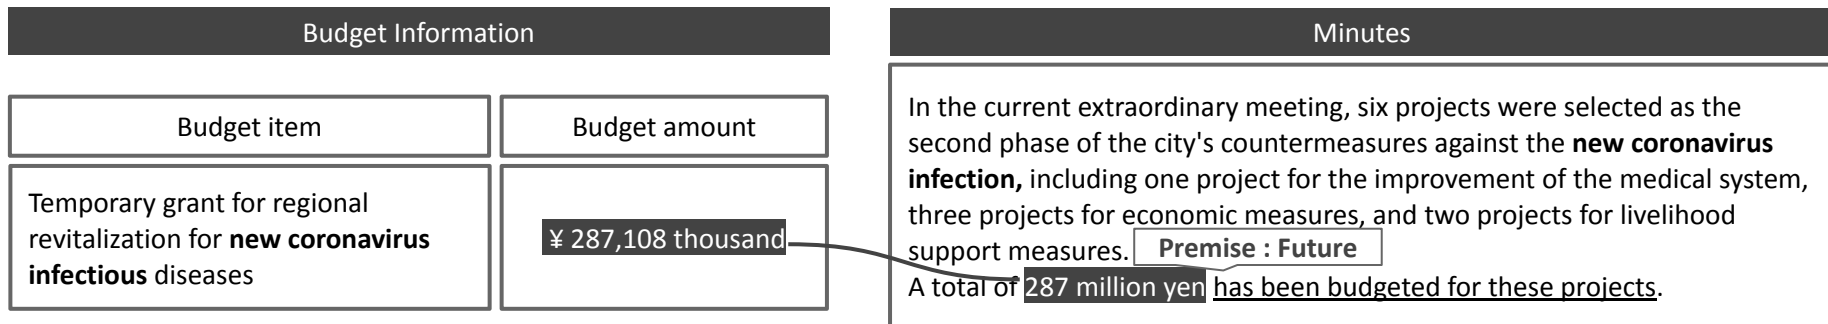 Budget Information
Budget item
Budget amount
Temporary grant for regional
revitalization for new coronavirus
infectious diseases
¥ 287,108 thousand
Minutes
In the current extraordinary meeting, six projects were selected as the
second phase of the city's countermeasures against the new coronavirus
infection, including one project for the improvement of the medical system,
three projects for economic measures, and two projects for livelihood
support measures.
Premise : Future
A total of 287 million yen has been budgeted for these projects.